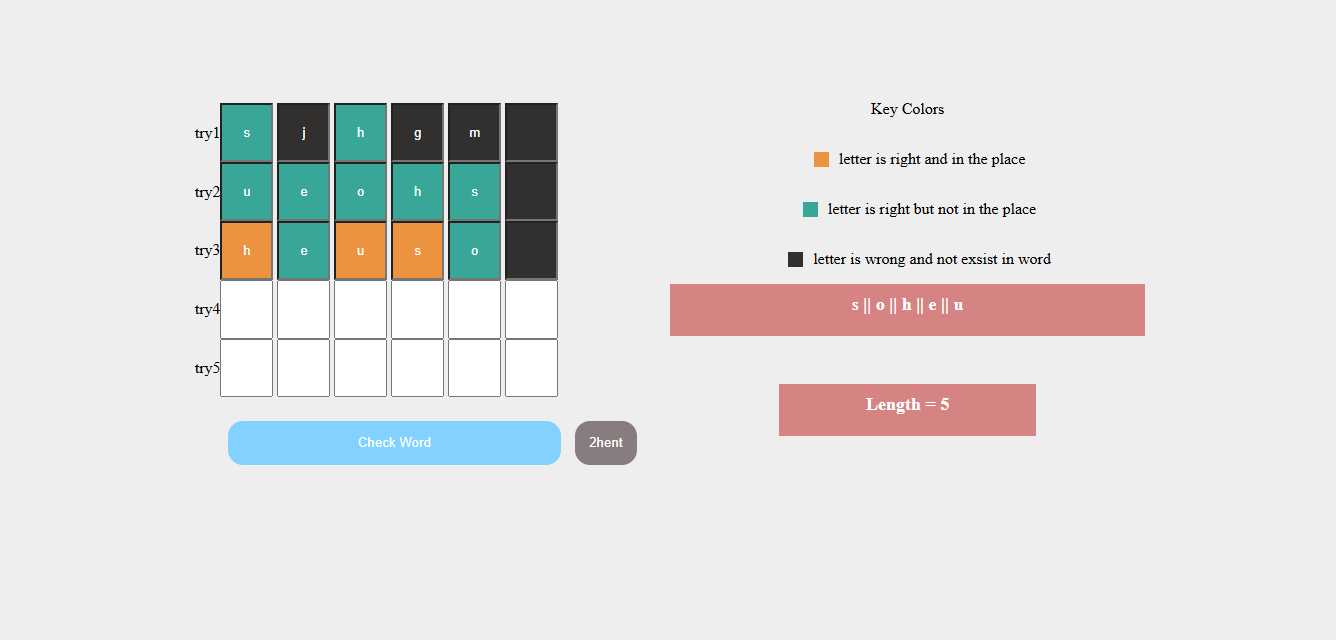 try1 s j h g m
try2 u e o h s
try3 h e u s o
try4
try5
Check Word
2hent
Key Colors
letter is right and in the place
letter is right but not in the place
letter is wrong and not exsist in word
s || o || h || e || u
Length = 5